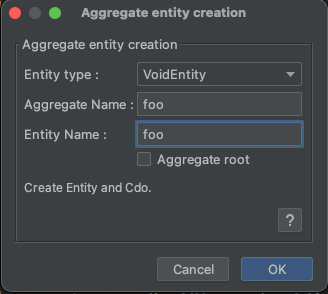 Aggregate entity creation
Aggregate entity creation
Entity type : VoidEntity
Aggregate Name : foo
Entity Name : foo
Aggregate root
Create Entity and Cdo.
?
Cancel OK